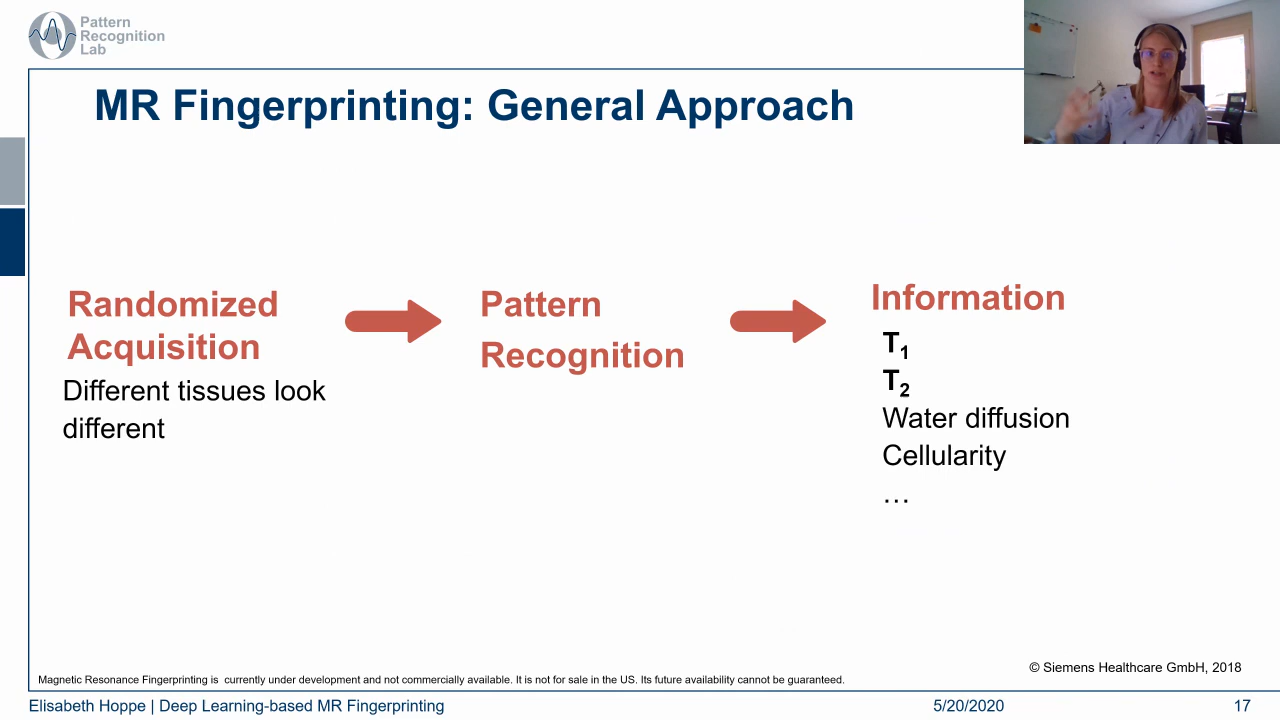 Pattern
Recognition
Lab
MR Fingerprinting: General Approach
Randomized
Acquisition
Different tissues look
different
Pattern
Recognition
Information
T₁
T₂
Water diffusion
Cellularity
…
© Siemens Healthcare GmbH, 2018
Magnetic Resonance Fingerprinting is currently under development and not commercially available. It is not for sale in the US. Its future availability cannot be guaranteed.
Elisabeth Hoppe | Deep Learning-based MR Fingerprinting
5/20/2020
17